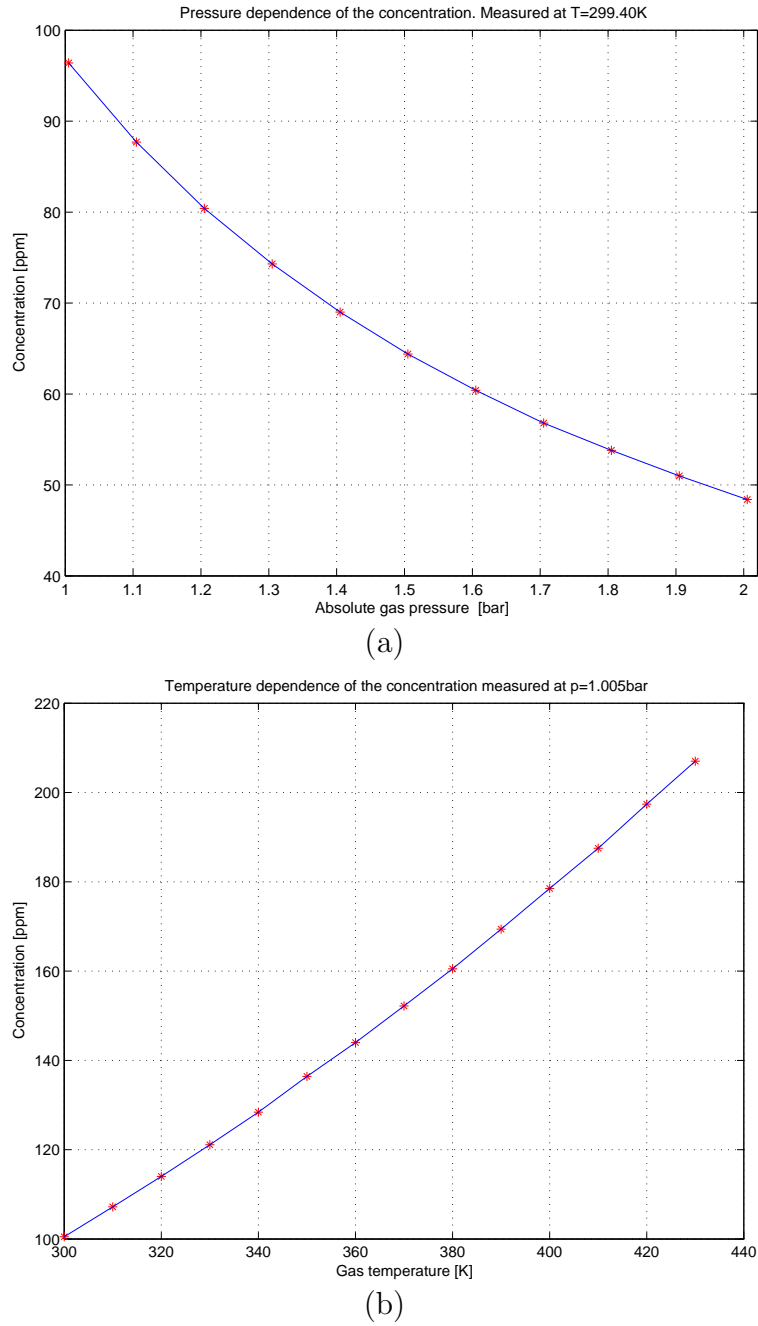 Pressure dependence of the concentration. Measured at T=299.40K
100
90
80
70
60
50
40
Concentration [ppm]
1 1.1 1.2 1.3 1.4 1.5 1.6 1.7 1.8 1.9 2
Absolute gas pressure [bar]
(a)
Temperature dependence of the concentration measured at p=1.005bar
220
200
180
160
140
120
100
Concentration [ppm]
300 320 340 360 380 400 420 440
Gas temperature [K]
(b)